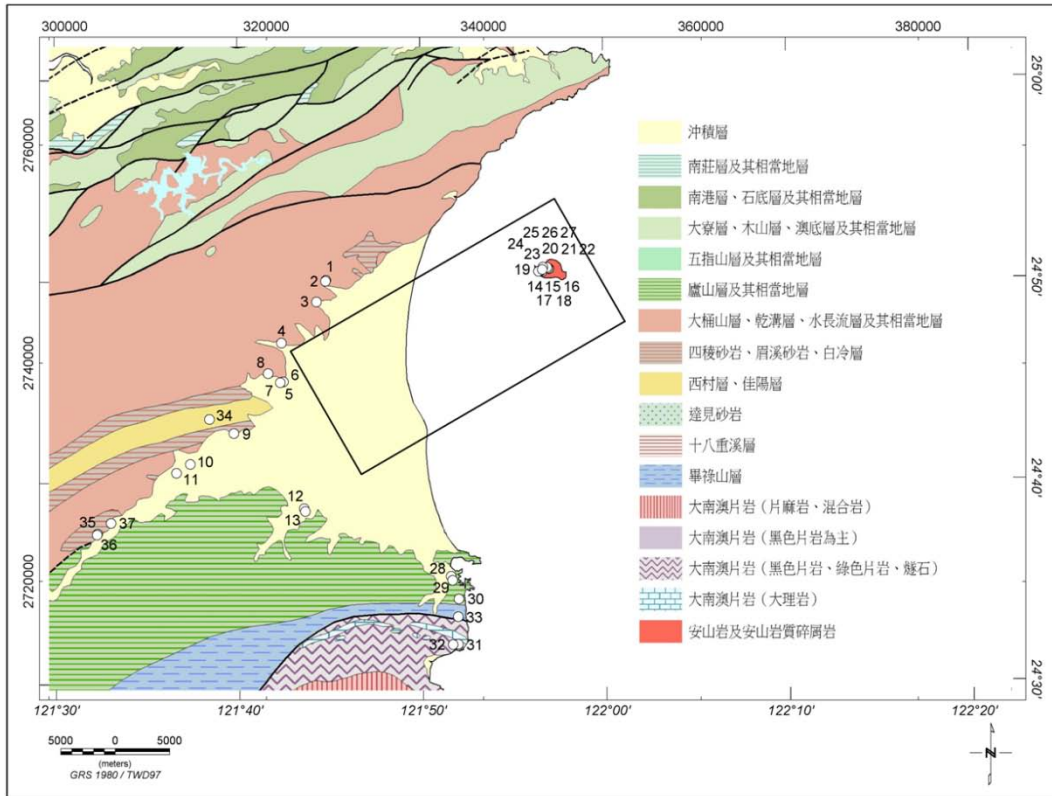 300000 320000 340000 360000 380000
25°00'
2760000
沖積層
南莊層及其相當地層
南港層、石底層及其相當地層
大寮層、木山層、澳底層及其相當地層
五指山層及其相當地層
廬山層及其相當地層
大桶山層、乾溝層、水長流層及其相當地層
四稜砂岩、眉溪砂岩、白冷層
西村層、佳陽層
達見砂岩
十八重溪層
畢祿山層
大南澳片岩（片麻岩、混合岩）
大南澳片岩（黑色片岩為主）
大南澳片岩（黑色片岩、綠色片岩、燧石）
大南澳片岩（大理岩）
安山岩及安山岩質碎屑岩
25 26 27
24 20 21 22
23
19
14 15 16
17 18
24°50'
1
2
3
4
2740000
8
6
7 5
34
9
10
11
24°40'
12
13
35 37
36
28
29
2720000
30
33
32 31
24°30'
121°30' 121°40' 121°50' 122°00' 122°10' 122°20'
5000 0 5000
(meters)
GRS 1980 / TWD97
N